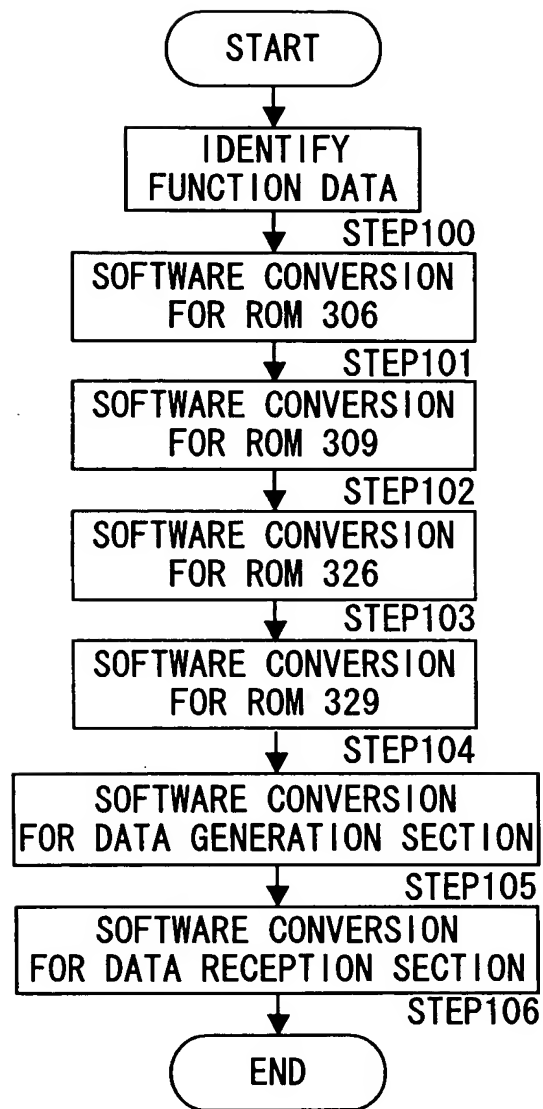 START
IDENTIFY
FUNCTION DATA
STEP100
SOFTWARE CONVERSION
FOR ROM 306
STEP101
SOFTWARE CONVERSION
FOR ROM 309
STEP102
SOFTWARE CONVERSION
FOR ROM 326
STEP103
SOFTWARE CONVERSION
FOR ROM 329
STEP104
SOFTWARE CONVERSION
FOR DATA GENERATION SECTION
STEP105
SOFTWARE CONVERSION
FOR DATA RECEPTION SECTION
STEP106
END